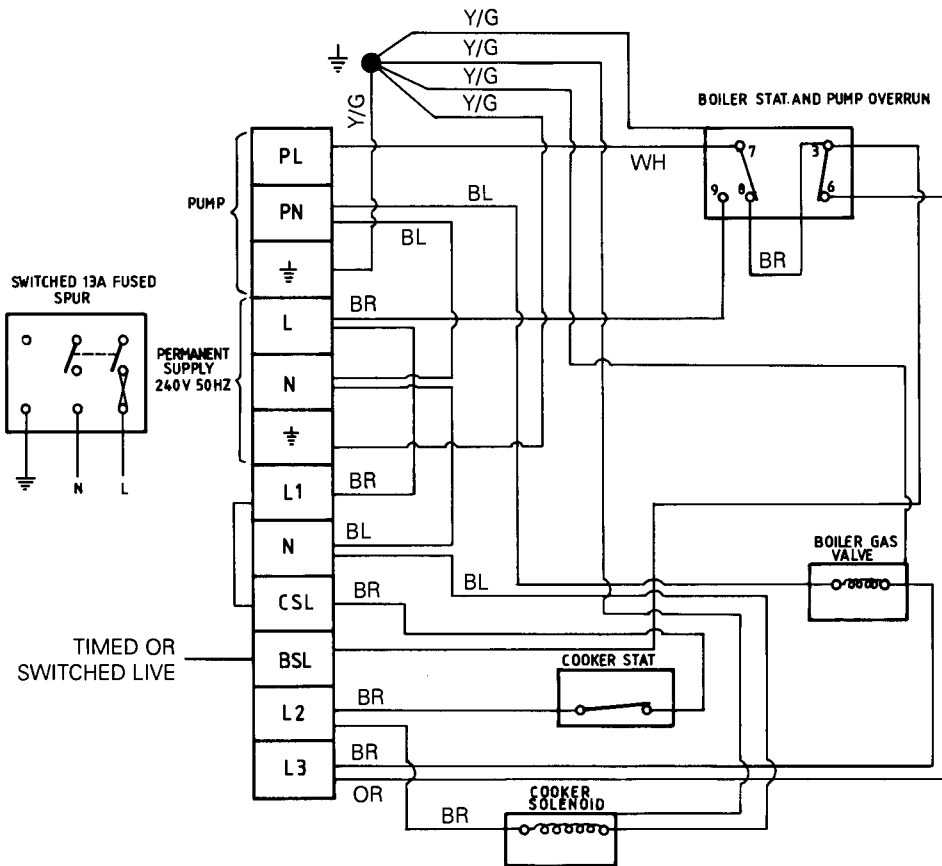 Y/G
Y/G
Y/G
Y/G
Y/G
BOILER STAT. AND PUMP OVERRUN
7
3
9
8
6
WH
BR
PUMP
PL
PN
BL
BL
SWITCHED 13A FUSED
SPUR
N
L
PERMANENT
SUPPLY
240V 50HZ
L
BR
N
L1
BR
N
BL
BL
CSL
BR
BOILER GAS
VALVE
TIMED OR
SWITCHED LIVE
BSL
COOKER STAT
L2
BR
L3
BR
OR
BR
COOKER
SOLENOID